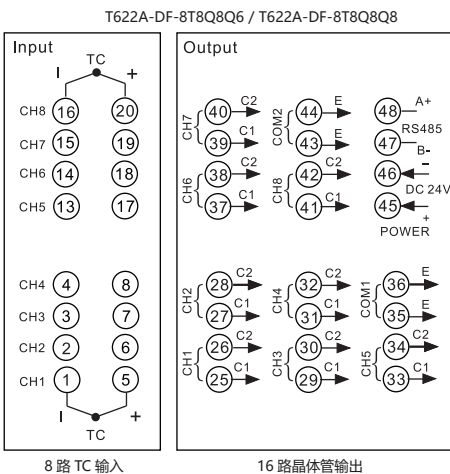 T622A-DF-8T8Q8Q6 / T622A-DF-8T8Q8Q8
Input
TC
I +
CH8 16 20
CH7 15 19
CH6 14 18
CH5 13 17
CH4 4 8
CH3 3 7
CH2 2 6
CH1 1 5
I +
TC
8 路 TC 输入
Output
CH7 40 C2
39 C1
CH6 38 C2
37 C1
COM2 44 E
43 E
CH8 42 C2
41 C1
48 A+
RS485
47 B-
46 −
DC 24V
45 +
POWER
CH2 28 C2
27 C1
CH1 26 C2
25 C1
CH4 32 C2
31 C1
CH3 30 C2
29 C1
COM1 36 E
35 E
CH5 34 C2
33 C1
16 路晶体管输出